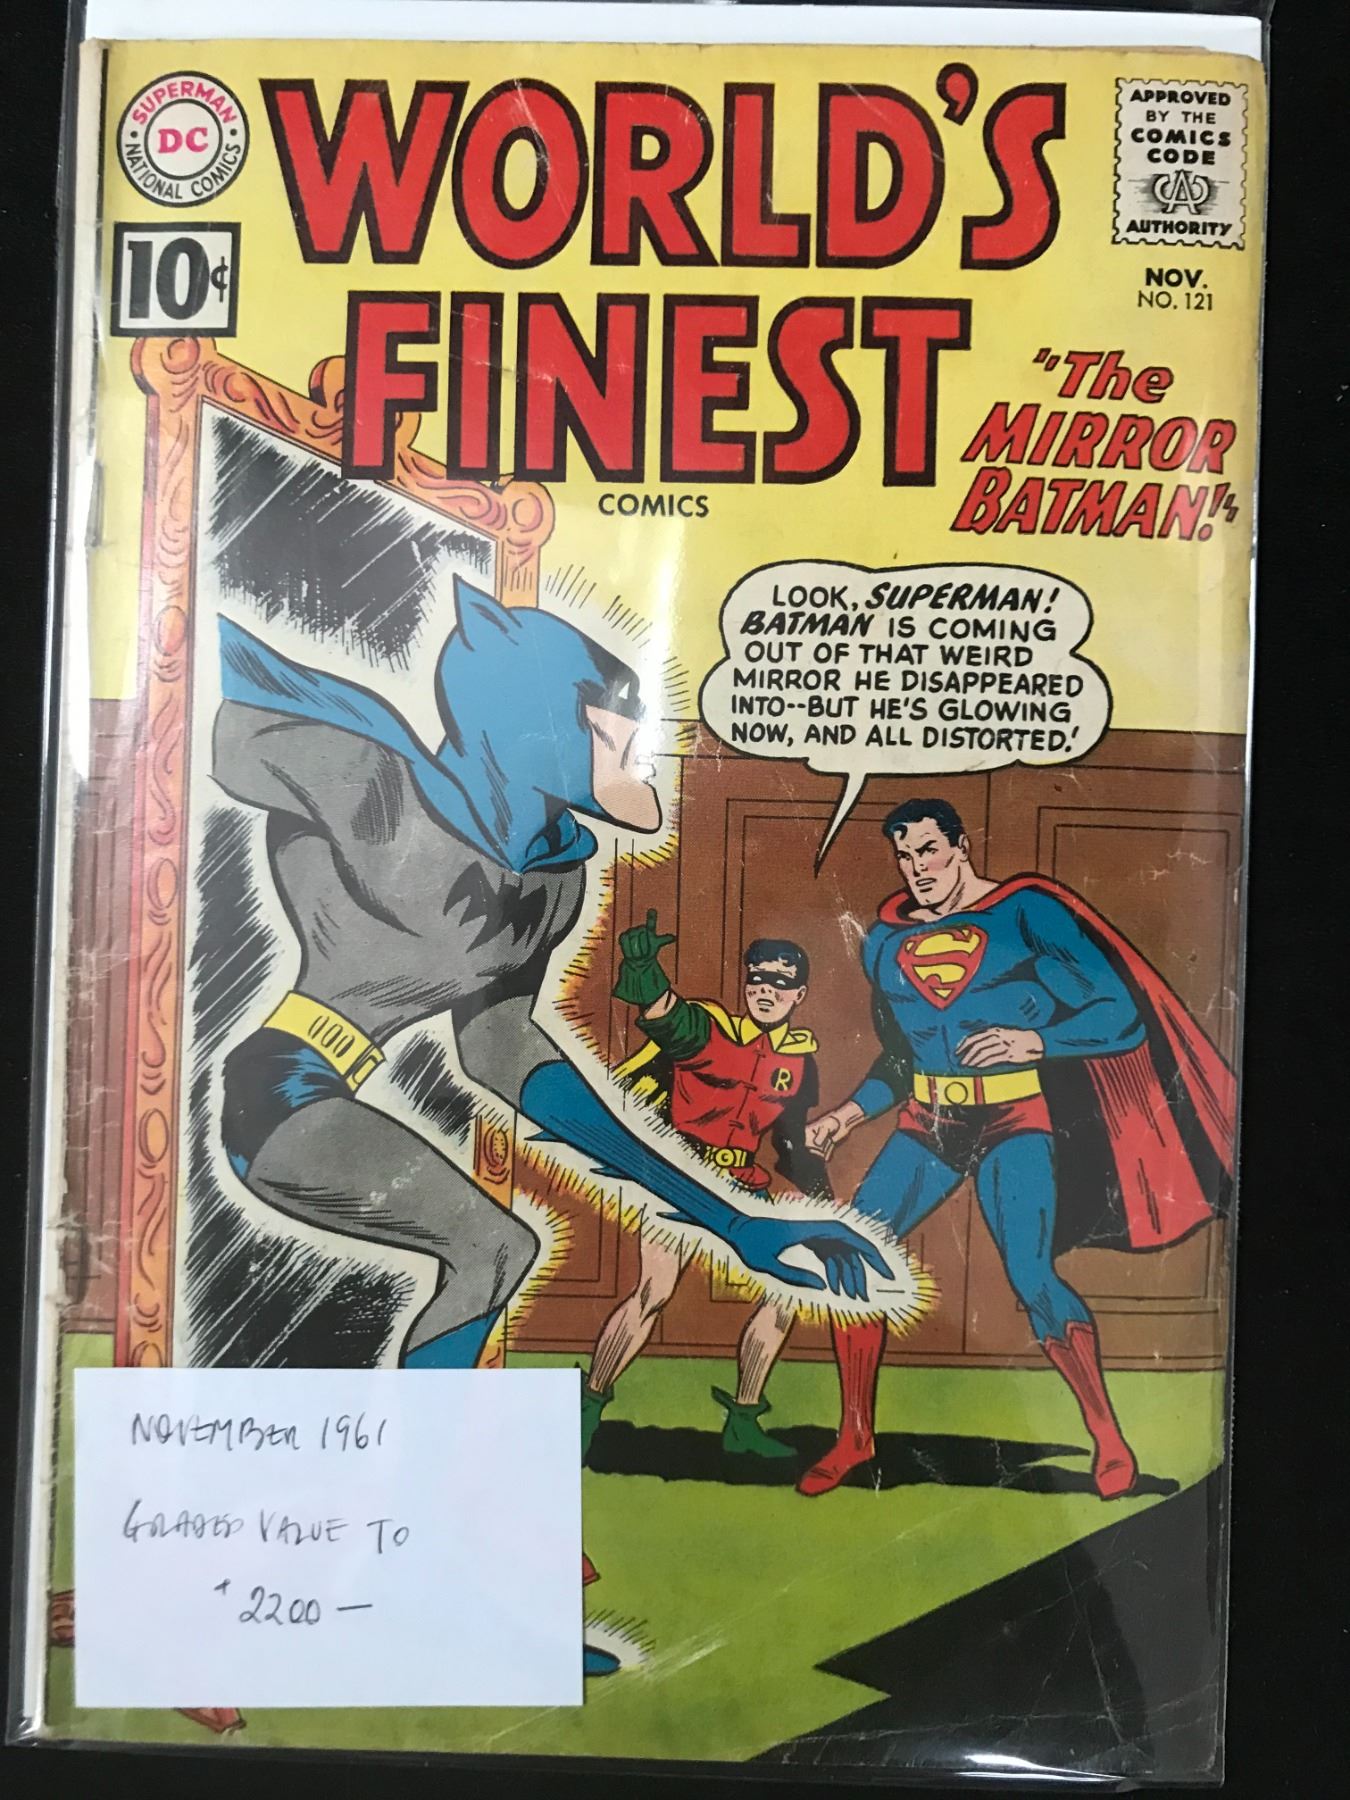 SUPERMAN
DC
NATIONAL COMICS
10¢
WORLD'S
FINEST
COMICS
APPROVED
BY THE
COMICS
CODE
CA
AUTHORITY
NOV.
NO. 121
"The
MIRROR
BATMAN!"
LOOK, SUPERMAN!
BATMAN IS COMING
OUT OF THAT WEIRD
MIRROR HE DISAPPEARED
INTO--BUT HE'S GLOWING
NOW, AND ALL DISTORTED!
S
R
NOVEMBER 1961
GRADED VALUE TO
$2200—